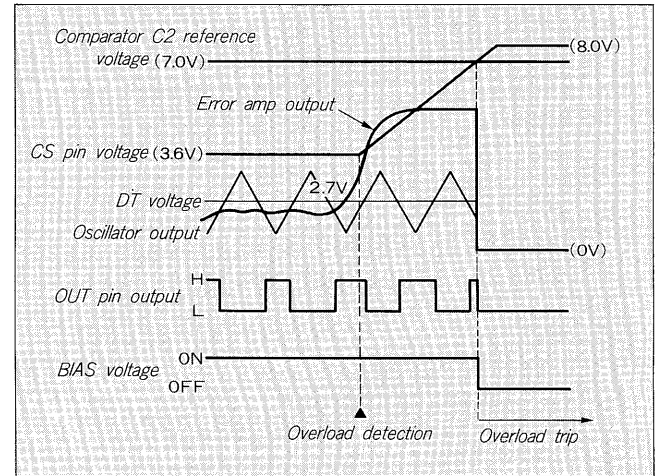 Comparator C2 reference
voltage (7.0V)
(8.0V)
Error amp output
CS pin voltage (3.6V)
2.7V
DT voltage
Oscillator output
(0V)
H
OUT pin output
L
ON
BIAS voltage
OFF
Overload detection
Overload trip